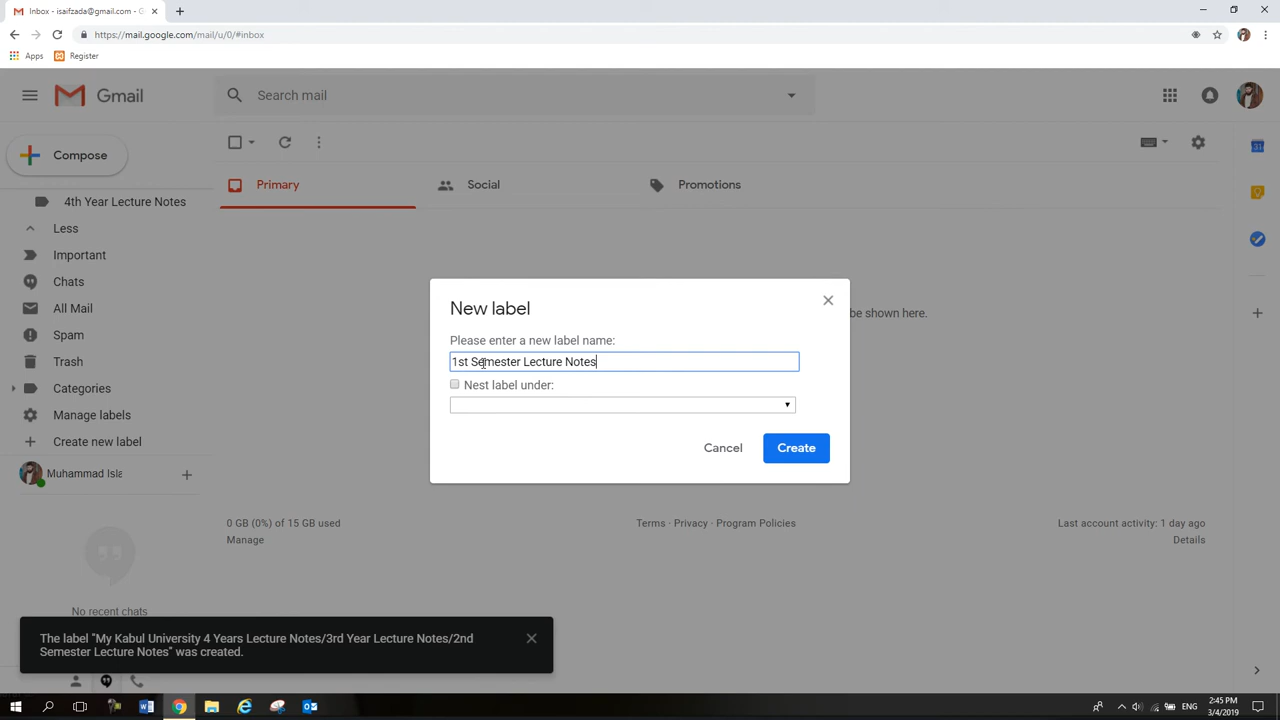 Inbox - isaifzada@gmail.com - G
https://mail.google.com/mail/u/0/#inbox
Apps
Register
Gmail
Search mail
Compose
Primary
Social
Promotions
4th Year Lecture Notes
Less
Important
Chats
All Mail
Spam
Trash
Categories
Manage labels
Create new label
Muhammad Isla
No recent chats
be shown here.
New label
Please enter a new label name:
1st Semester Lecture Notes
Nest label under:
Cancel
Create
0 GB (0%) of 15 GB used
Manage
Terms · Privacy · Program Policies
Last account activity: 1 day ago
Details
The label "My Kabul University 4 Years Lecture Notes/3rd Year Lecture Notes/2nd
Semester Lecture Notes" was created.
31
ENG
2:45 PM
3/4/2019